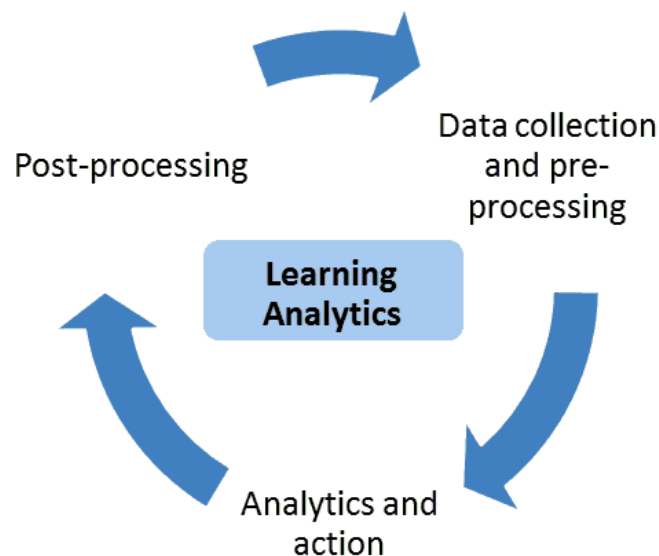 Post-processing
Data collection
and pre-
processing
Learning
Analytics
Analytics and
action